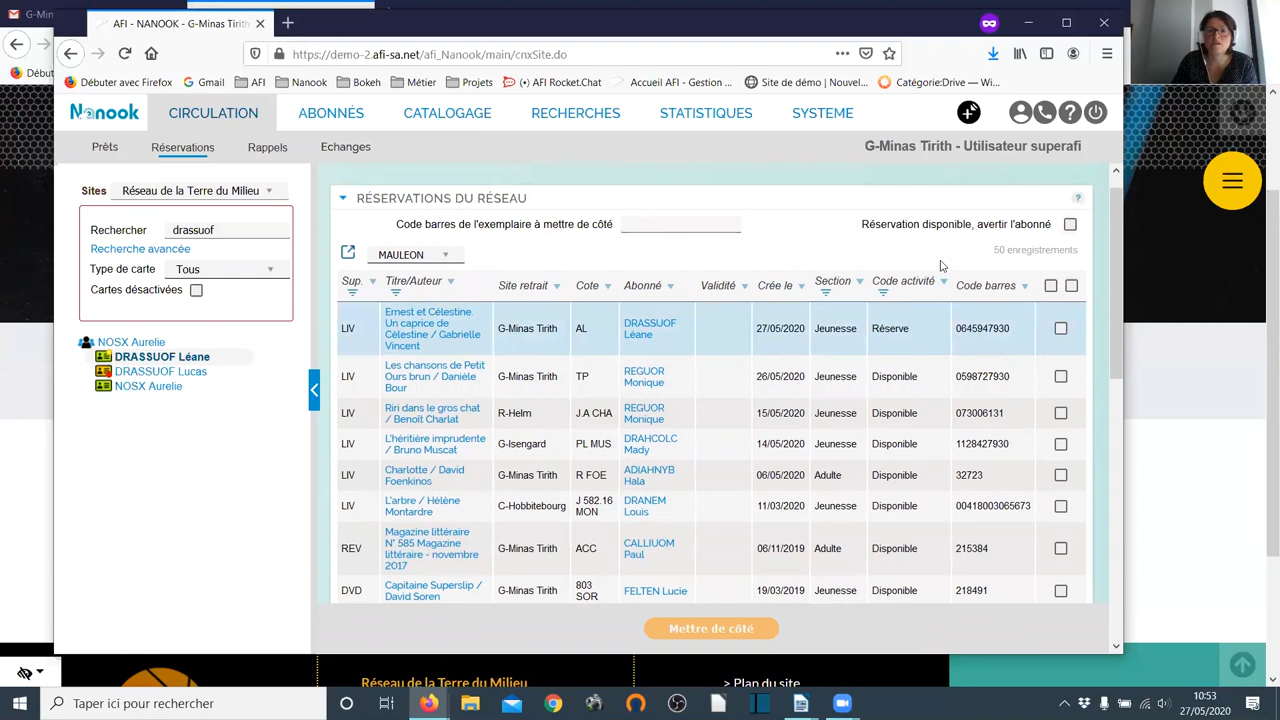 G-Min
AFI - NANOOK - G-Minas Tirith
Début
https://demo-2.afi-sa.net/afi_Nanook/main/cnxSite.do
Débuter avec Firefox
Gmail
AFI
Nanook
Bokeh
Métier
Projets
(•) AFI Rocket.Chat
Accueil AFI - Gestion ...
Site de démo | Nouvel...
Catégorie:Drive — Wi...
Nanook
CIRCULATION
ABONNÉS
CATALOGAGE
RECHERCHES
STATISTIQUES
SYSTEME
Prêts
Réservations
Rappels
Echanges
G-Minas Tirith - Utilisateur superafi
Sites
Réseau de la Terre du Milieu
Rechercher
drassuof
Recherche avancée
Type de carte
Tous
Cartes désactivées
NOSX Aurelie
DRASSUOF Léane
DRASSUOF Lucas
NOSX Aurelie
RÉSERVATIONS DU RÉSEAU
Code barres de l'exemplaire à mettre de côté
Réservation disponible, avertir l'abonné
50 enregistrements
MAULEON
Sup. Titre/Auteur Site retrait Cote Abonné Validité Crée le Section Code activité Code barres
LIV
Ernest et Célestine.
Un caprice de
Célestine / Gabrielle
Vincent
G-Minas Tirith
AL
DRASSUOF
Léane
27/05/2020
Jeunesse
Réserve
0645947930
LIV
Les chansons de Petit
Ours brun / Danièle
Bour
G-Minas Tirith
TP
REGUOR
Monique
26/05/2020
Jeunesse
Disponible
0598727930
LIV
Riri dans le gros chat
/ Benoît Charlat
R-Helm
J.A CHA
REGUOR
Monique
15/05/2020
Jeunesse
Disponible
073006131
LIV
L'héritière imprudente
/ Bruno Muscat
G-Isengard
PL MUS
DRAHCOLC
Mady
14/05/2020
Jeunesse
Disponible
1128427930
LIV
Charlotte / David
Foenkinos
G-Minas Tirith
R FOE
ADIAHNYB
Hala
06/05/2020
Adulte
Disponible
32723
LIV
L'arbre / Hélène
Montardre
C-Hobbitebourg
J 582.16
MON
DRANEM
Louis
11/03/2020
Jeunesse
Disponible
00418003065673
REV
Magazine littéraire
N° 585 Magazine
littéraire - novembre
2017
G-Minas Tirith
ACC
CALLIUOM
Paul
06/11/2019
Adulte
Disponible
215384
DVD
Capitaine Superslip /
David Soren
G-Minas Tirith
803
SOR
FELTEN Lucie
19/03/2019
Jeunesse
Disponible
218491
Mettre de côté
Réseau de la Terre du Milieu
> Plan du site
Taper ici pour rechercher
10:53
27/05/2020